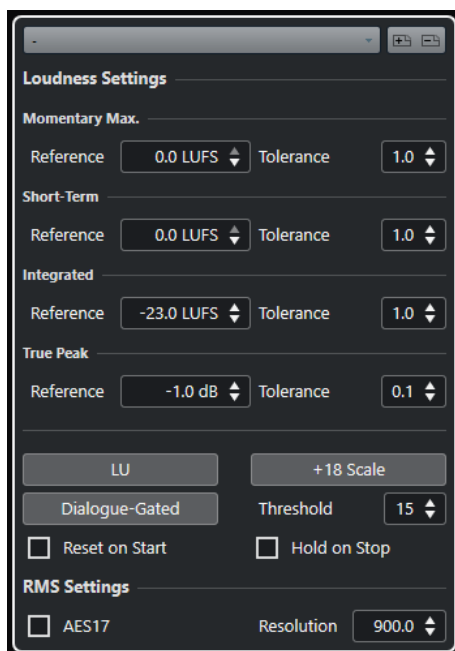 -
Loudness Settings
Momentary Max.
Reference 0.0 LUFS Tolerance 1.0
Short-Term
Reference 0.0 LUFS Tolerance 1.0
Integrated
Reference -23.0 LUFS Tolerance 1.0
True Peak
Reference -1.0 dB Tolerance 0.1
LU +18 Scale
Dialogue-Gated Threshold 15
Reset on Start Hold on Stop
RMS Settings
AES17 Resolution 900.0